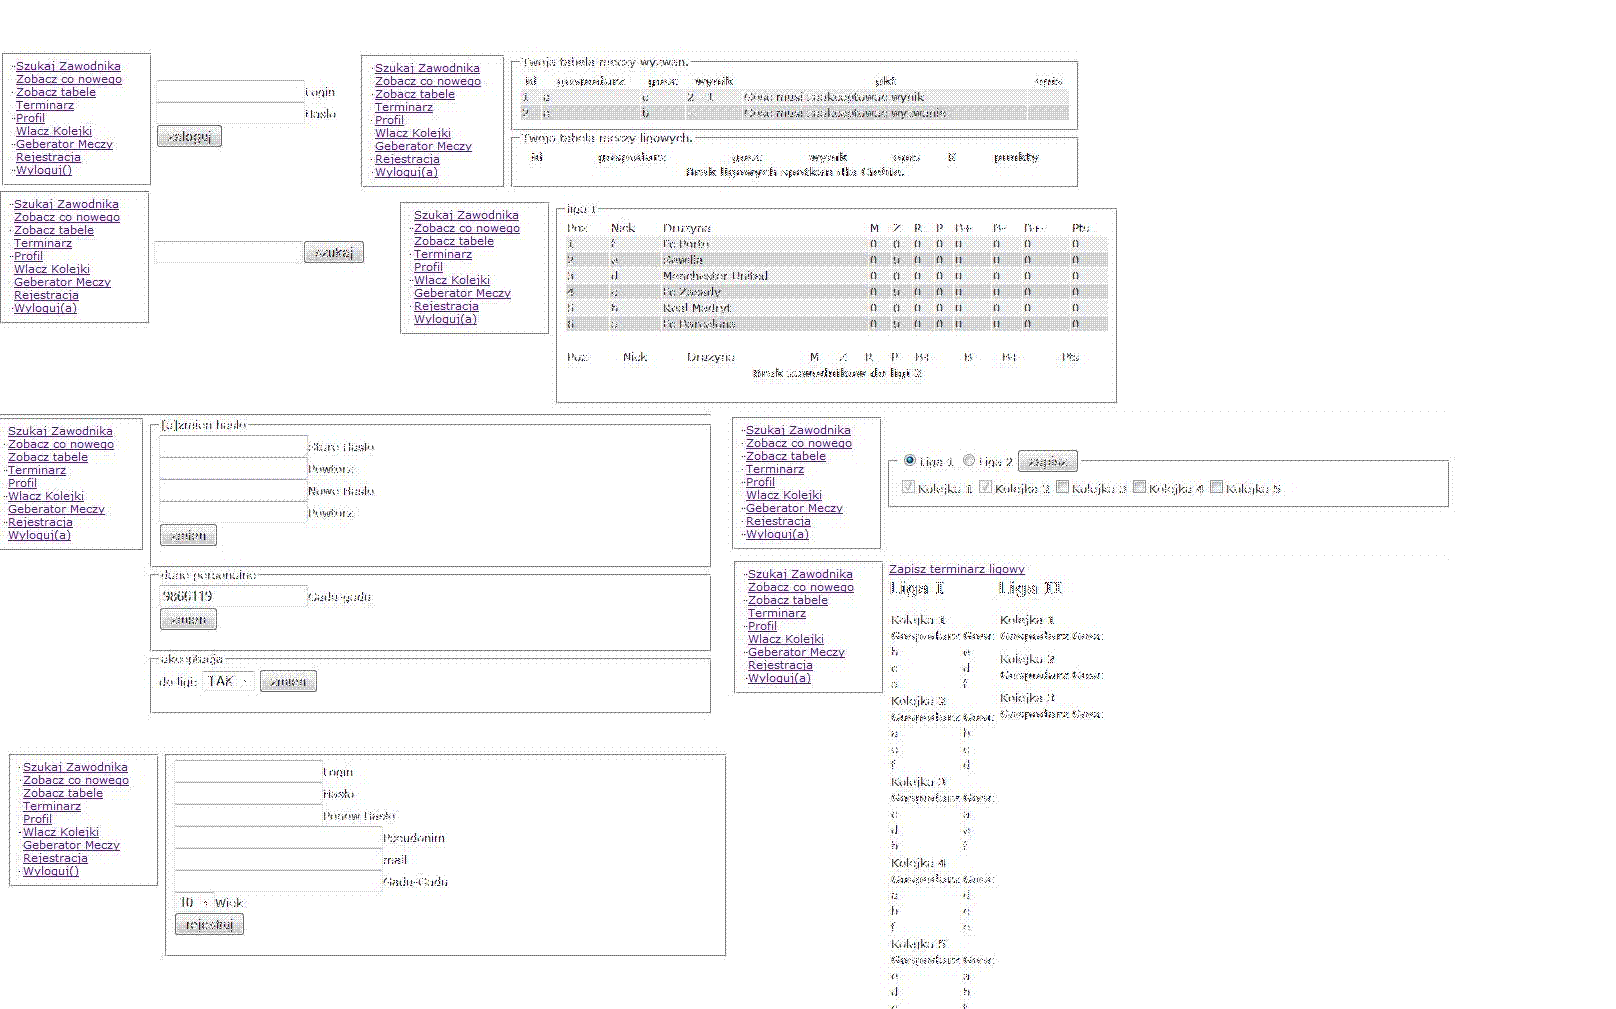 Szukaj Zawodnika
Zobacz co nowego
Zobacz tabele
Terminarz
Profil
Wlacz Kolejki
Geberator Meczy
Rejestracja
Wyloguj()
Login
Hasło
zaloguj
Szukaj Zawodnika
Zobacz co nowego
Zobacz tabele
Terminarz
Profil
Wlacz Kolejki
Geberator Meczy
Rejestracja
Wyloguj(a)
Twoja tabela meczy wyzwan.
id gospodarz gosc wynik opis
1 a c 2 1 Gosc musi zaakceptowac wynik
2 a b Gosc musi zaakceptowac wyzwanie
Twoja tabela meczy ligowych.
id gospodarz gosc wynik punkty
Brak ligowych spotkan dla Ciebie.
Szukaj Zawodnika
Zobacz co nowego
Zobacz tabele
Terminarz
Profil
Wlacz Kolejki
Geberator Meczy
Rejestracja
Wyloguj(a)
szukaj
Szukaj Zawodnika
Zobacz co nowego
Zobacz tabele
Terminarz
Profil
Wlacz Kolejki
Geberator Meczy
Rejestracja
Wyloguj(a)
liga 1
Poz Nick Druzyna M Z R P B+ B- B+- Pts
1 f Fc Porto 0 0 0 0 0 0 0 0
2 Sevilla 0 0 0 0 0 0 0
3 d Menchester United 0 0 0 0 0 0 0 0
4 Fc Zasady 0 0 0 0 0 0 0
5 b Real Madryt 0 0 0 0 0 0 0 0
6 Fc Barcelona 0 0 0 0 0 0 0
Poz Nick Druzyna M Z R P B+ B- B+- Pts
Brak zawodnikow do ligi 2
Szukaj Zawodnika
Zobacz co nowego
Zobacz tabele
Terminarz
Profil
Wlacz Kolejki
Geberator Meczy
Rejestracja
Wyloguj(a)
[a]zmien haslo
Stare Hasło
Powtorz
Nowe Hasło
Powtorz
zmien
dane personalne
9866119 Gadu-gadu
zmien
akceptacja
do ligi: TAK zmien
Szukaj Zawodnika
Zobacz co nowego
Zobacz tabele
Terminarz
Profil
Wlacz Kolejki
Geberator Meczy
Rejestracja
Wyloguj(a)
Liga 1 Liga 2 zapisz
Kolejka 1 Kolejka 2 Kolejka 3 Kolejka 4 Kolejka 5
Szukaj Zawodnika
Zobacz co nowego
Zobacz tabele
Terminarz
Profil
Wlacz Kolejki
Geberator Meczy
Rejestracja
Wyloguj(a)
Zapisz terminarz ligowy
Liga I
Kolejka 1
Gospodarz Gosc:
b e
c d
a f
Kolejka 2
Gospodarz Gosc:
a b
e c
f d
Kolejka 3
Gospodarz Gosc:
c a
d e
b f
Kolejka 4
Gospodarz Gosc:
a d
b c
f e
Kolejka 5
Gospodarz Gosc:
e a
d b
c f
Liga II
Kolejka 1
Gospodarz Gosc:
Kolejka 2
Gospodarz Gosc:
Kolejka 3
Gospodarz Gosc:
Szukaj Zawodnika
Zobacz co nowego
Zobacz tabele
Terminarz
Profil
Wlacz Kolejki
Geberator Meczy
Rejestracja
Wyloguj()
Login
Hasło
Ponow Hasło
Pseudonim
mail
Gadu-Gadu
10 Wiek
rejestruj